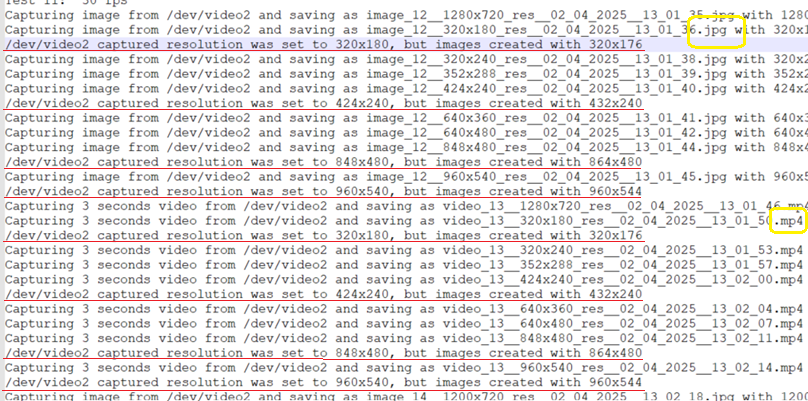 Test 11: 30 fps
Capturing image from /dev/video2 and saving as image_12__1280x720_res__02_04_2025__13_01_35.jpg with 1280
Capturing image from /dev/video2 and saving as image_12__320x180_res__02_04_2025__13_01_36.jpg with 320x1
/dev/video2 captured resolution was set to 320x180, but images created with 320x176
Capturing image from /dev/video2 and saving as image_12__320x240_res__02_04_2025__13_01_38.jpg with 320x2
Capturing image from /dev/video2 and saving as image_12__352x288_res__02_04_2025__13_01_39.jpg with 352x2
Capturing image from /dev/video2 and saving as image_12__424x240_res__02_04_2025__13_01_40.jpg with 424x2
/dev/video2 captured resolution was set to 424x240, but images created with 432x240
Capturing image from /dev/video2 and saving as image_12__640x360_res__02_04_2025__13_01_41.jpg with 640x3
Capturing image from /dev/video2 and saving as image_12__640x480_res__02_04_2025__13_01_42.jpg with 640x4
Capturing image from /dev/video2 and saving as image_12__848x480_res__02_04_2025__13_01_44.jpg with 848x4
/dev/video2 captured resolution was set to 848x480, but images created with 864x480
Capturing image from /dev/video2 and saving as image_12__960x540_res__02_04_2025__13_01_45.jpg with 960x5
/dev/video2 captured resolution was set to 960x540, but images created with 960x544
Capturing 3 seconds video from /dev/video2 and saving as video_13__1280x720_res__02_04_2025__13_01_46.mp4
Capturing 3 seconds video from /dev/video2 and saving as video_13__320x180_res__02_04_2025__13_01_50.mp4
/dev/video2 captured resolution was set to 320x180, but images created with 320x176
Capturing 3 seconds video from /dev/video2 and saving as video_13__320x240_res__02_04_2025__13_01_53.mp4
Capturing 3 seconds video from /dev/video2 and saving as video_13__352x288_res__02_04_2025__13_01_57.mp4
Capturing 3 seconds video from /dev/video2 and saving as video_13__424x240_res__02_04_2025__13_02_00.mp4
/dev/video2 captured resolution was set to 424x240, but images created with 432x240
Capturing 3 seconds video from /dev/video2 and saving as video_13__640x360_res__02_04_2025__13_02_04.mp4
Capturing 3 seconds video from /dev/video2 and saving as video_13__640x480_res__02_04_2025__13_02_07.mp4
Capturing 3 seconds video from /dev/video2 and saving as video_13__848x480_res__02_04_2025__13_02_11.mp4
/dev/video2 captured resolution was set to 848x480, but images created with 864x480
Capturing 3 seconds video from /dev/video2 and saving as video_13__960x540_res__02_04_2025__13_02_14.mp4
/dev/video2 captured resolution was set to 960x540, but images created with 960x544
Capturing image from /dev/video2 and saving as image_14__1200x720_res__02_04_2025__13_02_18.jpg with 1200